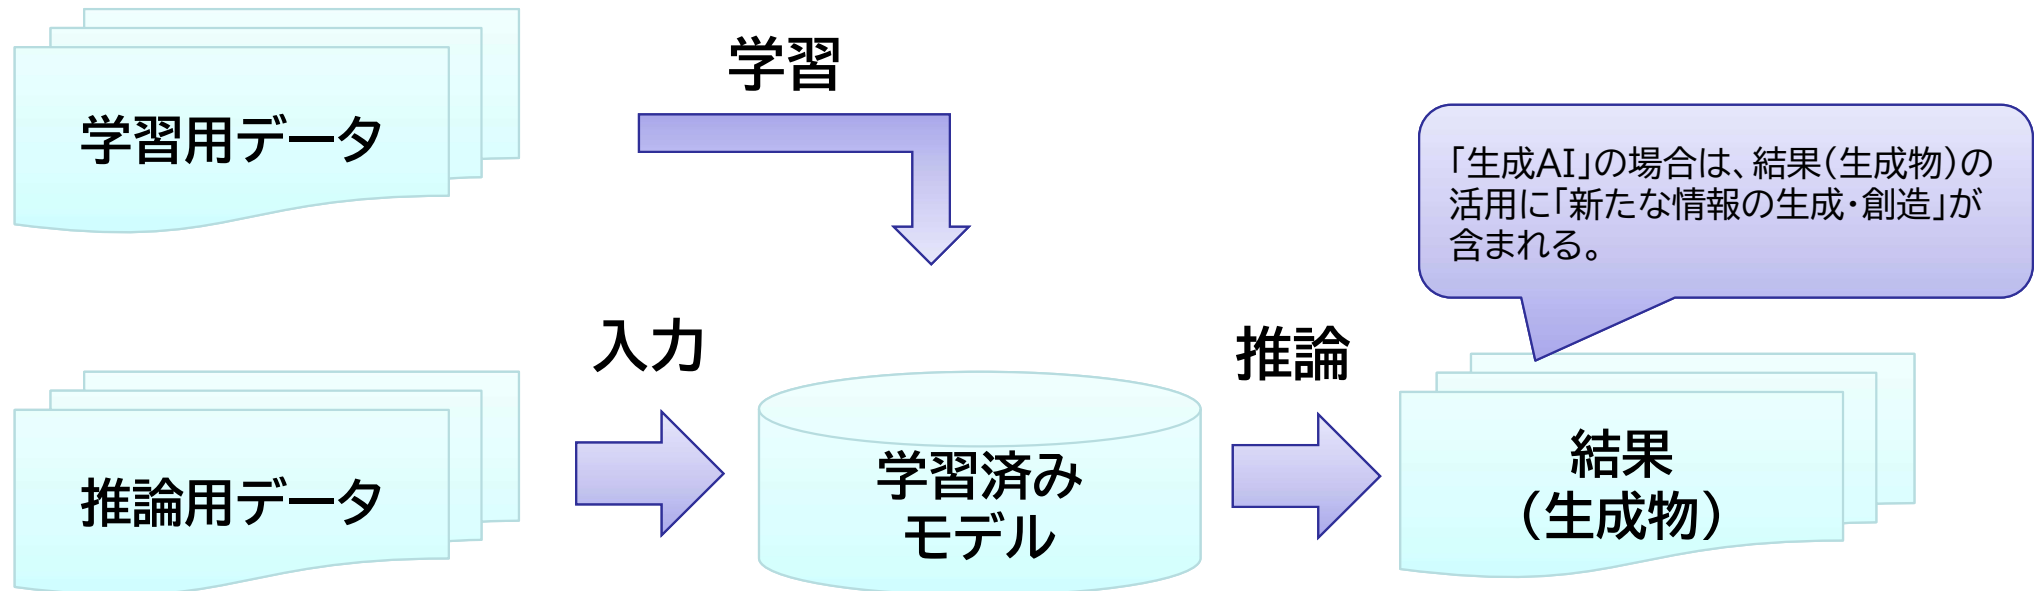 学習
学習用データ
「生成AI」の場合は、結果（生成物）の
活用に「新たな情報の生成・創造」が
含まれる。
入力
推論
推論用データ
学習済み
モデル
結果
（生成物）